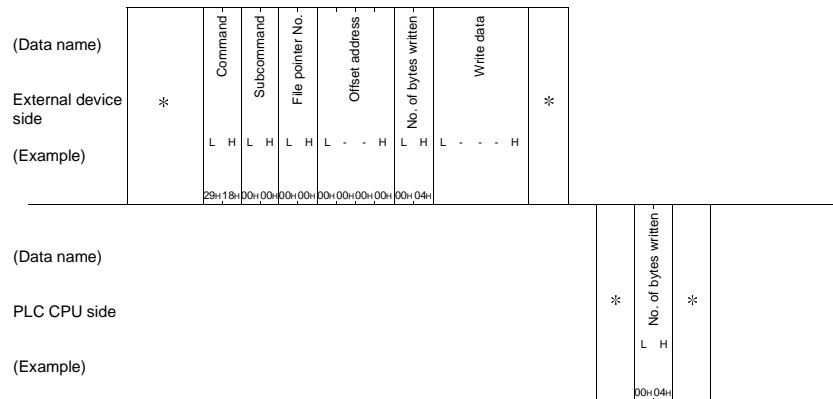 (Data name)
External device
side
(Example)
*
Command
Subcommand
File pointer No.
Offset address
No. of bytes written
Write data
*
L H L H L H L - - H L H L - - - H
29H 18H 00H 00H 00H 00H 00H 00H 00H 00H 00H 04H
(Data name)
PLC CPU side
(Example)
*
No. of bytes written
*
L H
00H 04H